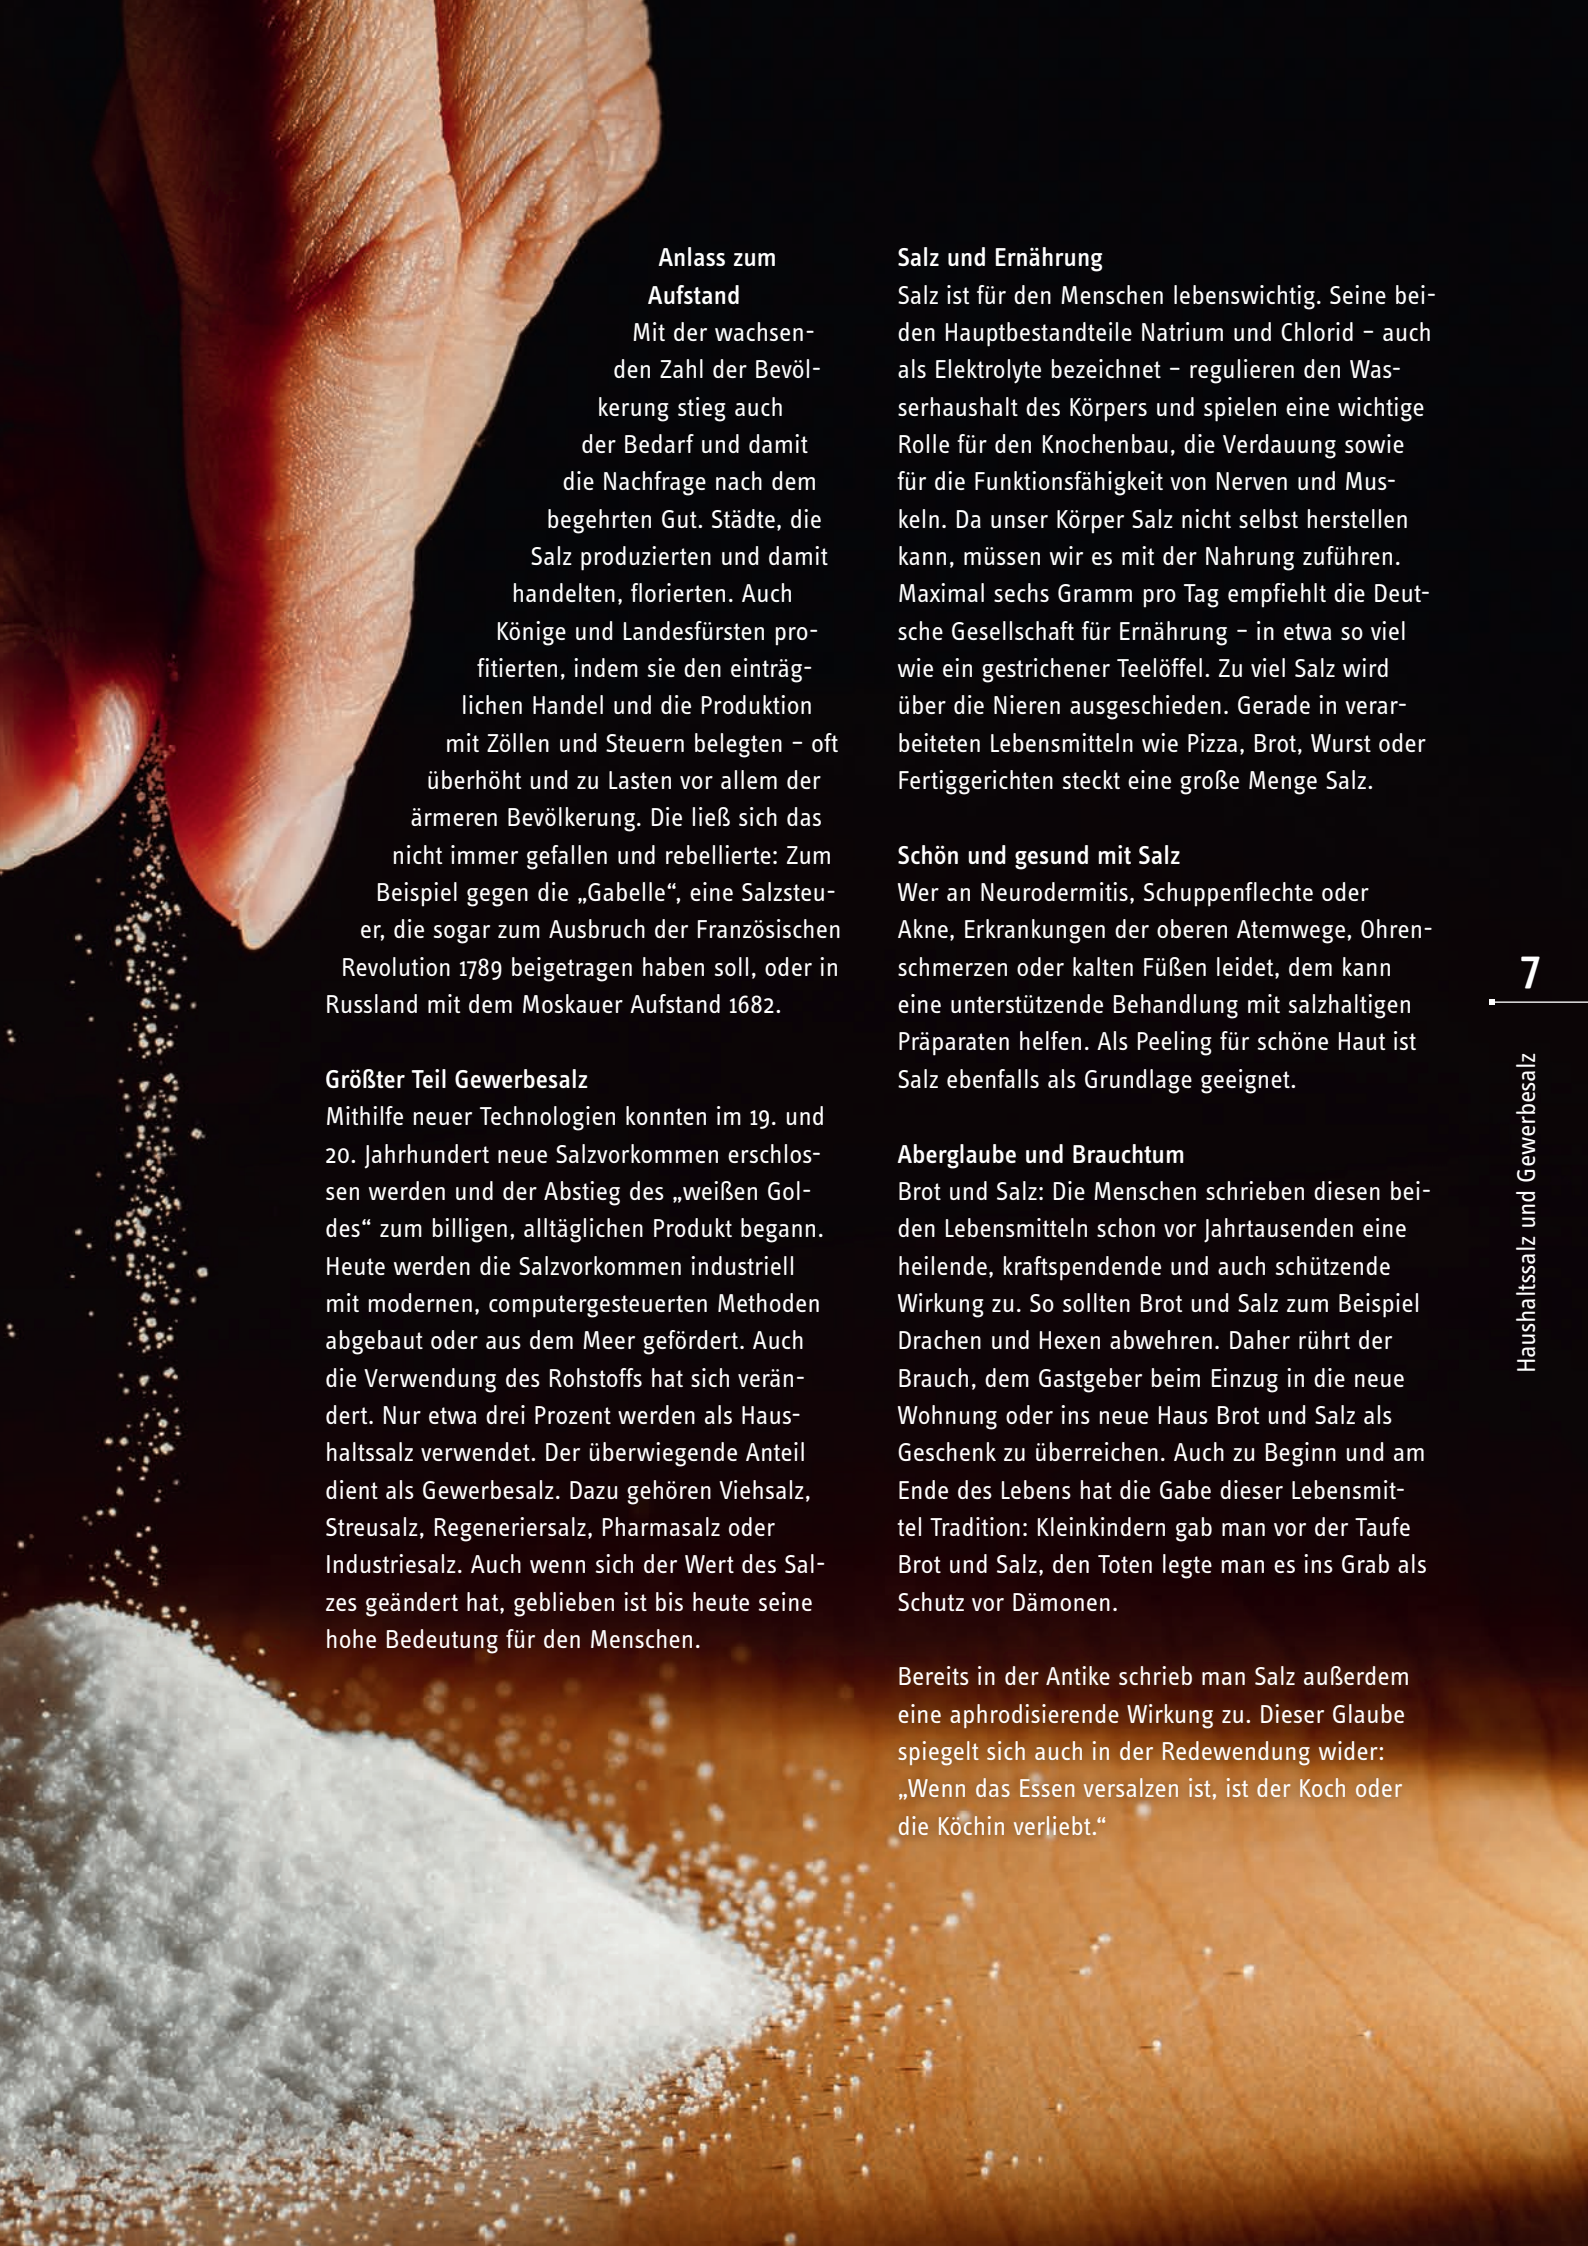 Anlass zum
Aufstand
Mit der wachsen-
den Zahl der Bevöl-
kerung stieg auch
der Bedarf und damit
die Nachfrage nach dem
begehrten Gut. Städte, die
Salz produzierten und damit
handelten, florierten. Auch
Könige und Landesfürsten pro-
fitierten, indem sie den einträg-
lichen Handel und die Produktion
mit Zöllen und Steuern belegten – oft
überhöht und zu Lasten vor allem der
ärmeren Bevölkerung. Die ließ sich das
nicht immer gefallen und rebellierte: Zum
Beispiel gegen die „Gabelle“, eine Salzsteu-
er, die sogar zum Ausbruch der Französischen
Revolution 1789 beigetragen haben soll, oder in
Russland mit dem Moskauer Aufstand 1682.
Größter Teil Gewerbesalz
Mithilfe neuer Technologien konnten im 19. und
20. Jahrhundert neue Salzvorkommen erschlos-
sen werden und der Abstieg des „weißen Gol-
des“ zum billigen, alltäglichen Produkt begann.
Heute werden die Salzvorkommen industriell
mit modernen, computergesteuerten Methoden
abgebaut oder aus dem Meer gefördert. Auch
die Verwendung des Rohstoffs hat sich verän-
dert. Nur etwa drei Prozent werden als Haus-
haltssalz verwendet. Der überwiegende Anteil
dient als Gewerbesalz. Dazu gehören Viehsalz,
Streusalz, Regeneriersalz, Pharmasalz oder
Industriesalz. Auch wenn sich der Wert des Sal-
zes geändert hat, geblieben ist bis heute seine
hohe Bedeutung für den Menschen.
Salz und Ernährung
Salz ist für den Menschen lebenswichtig. Seine bei-
den Hauptbestandteile Natrium und Chlorid – auch
als Elektrolyte bezeichnet – regulieren den Was-
serhaushalt des Körpers und spielen eine wichtige
Rolle für den Knochenbau, die Verdauung sowie
für die Funktionsfähigkeit von Nerven und Mus-
keln. Da unser Körper Salz nicht selbst herstellen
kann, müssen wir es mit der Nahrung zuführen.
Maximal sechs Gramm pro Tag empfiehlt die Deut-
sche Gesellschaft für Ernährung – in etwa so viel
wie ein gestrichener Teelöffel. Zu viel Salz wird
über die Nieren ausgeschieden. Gerade in verar-
beiteten Lebensmitteln wie Pizza, Brot, Wurst oder
Fertiggerichten steckt eine große Menge Salz.
Schön und gesund mit Salz
Wer an Neurodermitis, Schuppenflechte oder
Akne, Erkrankungen der oberen Atemwege, Ohren-
schmerzen oder kalten Füßen leidet, dem kann
eine unterstützende Behandlung mit salzhaltigen
Präparaten helfen. Als Peeling für schöne Haut ist
Salz ebenfalls als Grundlage geeignet.
Aberglaube und Brauchtum
Brot und Salz: Die Menschen schrieben diesen bei-
den Lebensmitteln schon vor Jahrtausenden eine
heilende, kraftspendende und auch schützende
Wirkung zu. So sollten Brot und Salz zum Beispiel
Drachen und Hexen abwehren. Daher rührt der
Brauch, dem Gastgeber beim Einzug in die neue
Wohnung oder ins neue Haus Brot und Salz als
Geschenk zu überreichen. Auch zu Beginn und am
Ende des Lebens hat die Gabe dieser Lebensmit-
tel Tradition: Kleinkindern gab man vor der Taufe
Brot und Salz, den Toten legte man es ins Grab als
Schutz vor Dämonen.
Bereits in der Antike schrieb man Salz außerdem
eine aphrodisierende Wirkung zu. Dieser Glaube
spiegelt sich auch in der Redewendung wider:
„Wenn das Essen versalzen ist, ist der Koch oder
die Köchin verliebt.“
7
Haushaltssalz und Gewerbesalz